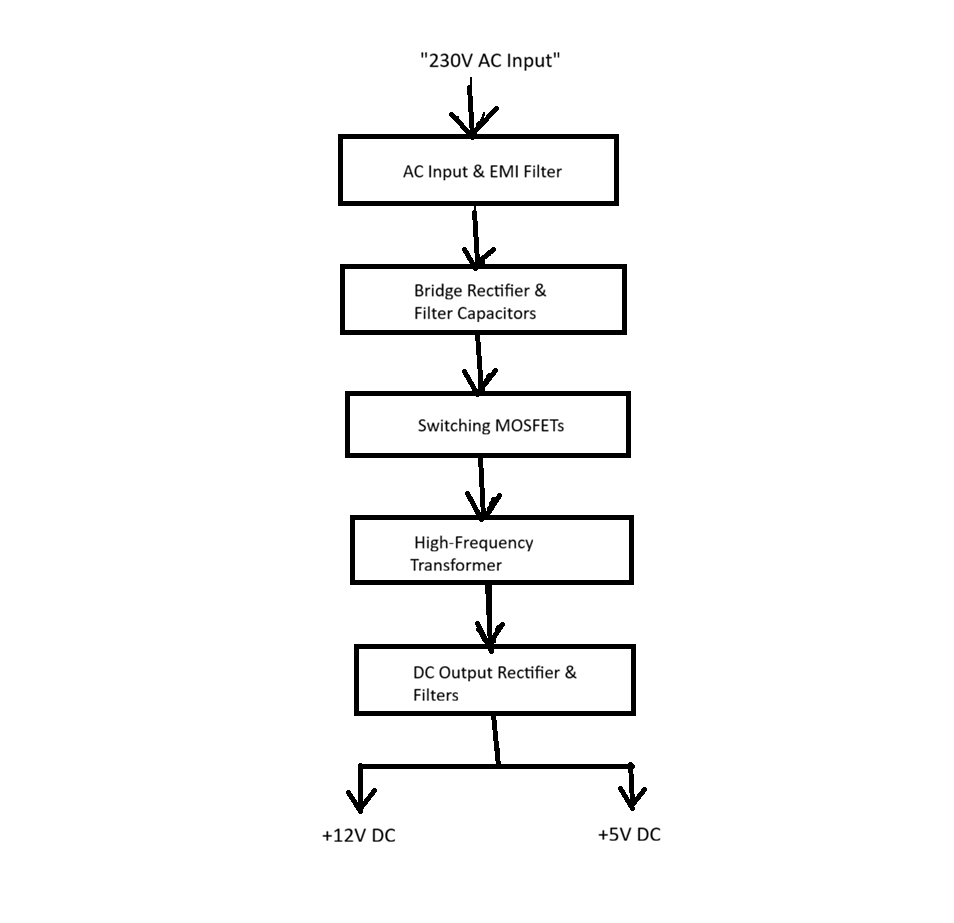 "230V AC Input"
AC Input & EMI Filter
Bridge Rectifier &
Filter Capacitors
Switching MOSFETs
High-Frequency
Transformer
DC Output Rectifier &
Filters
+12V DC
+5V DC